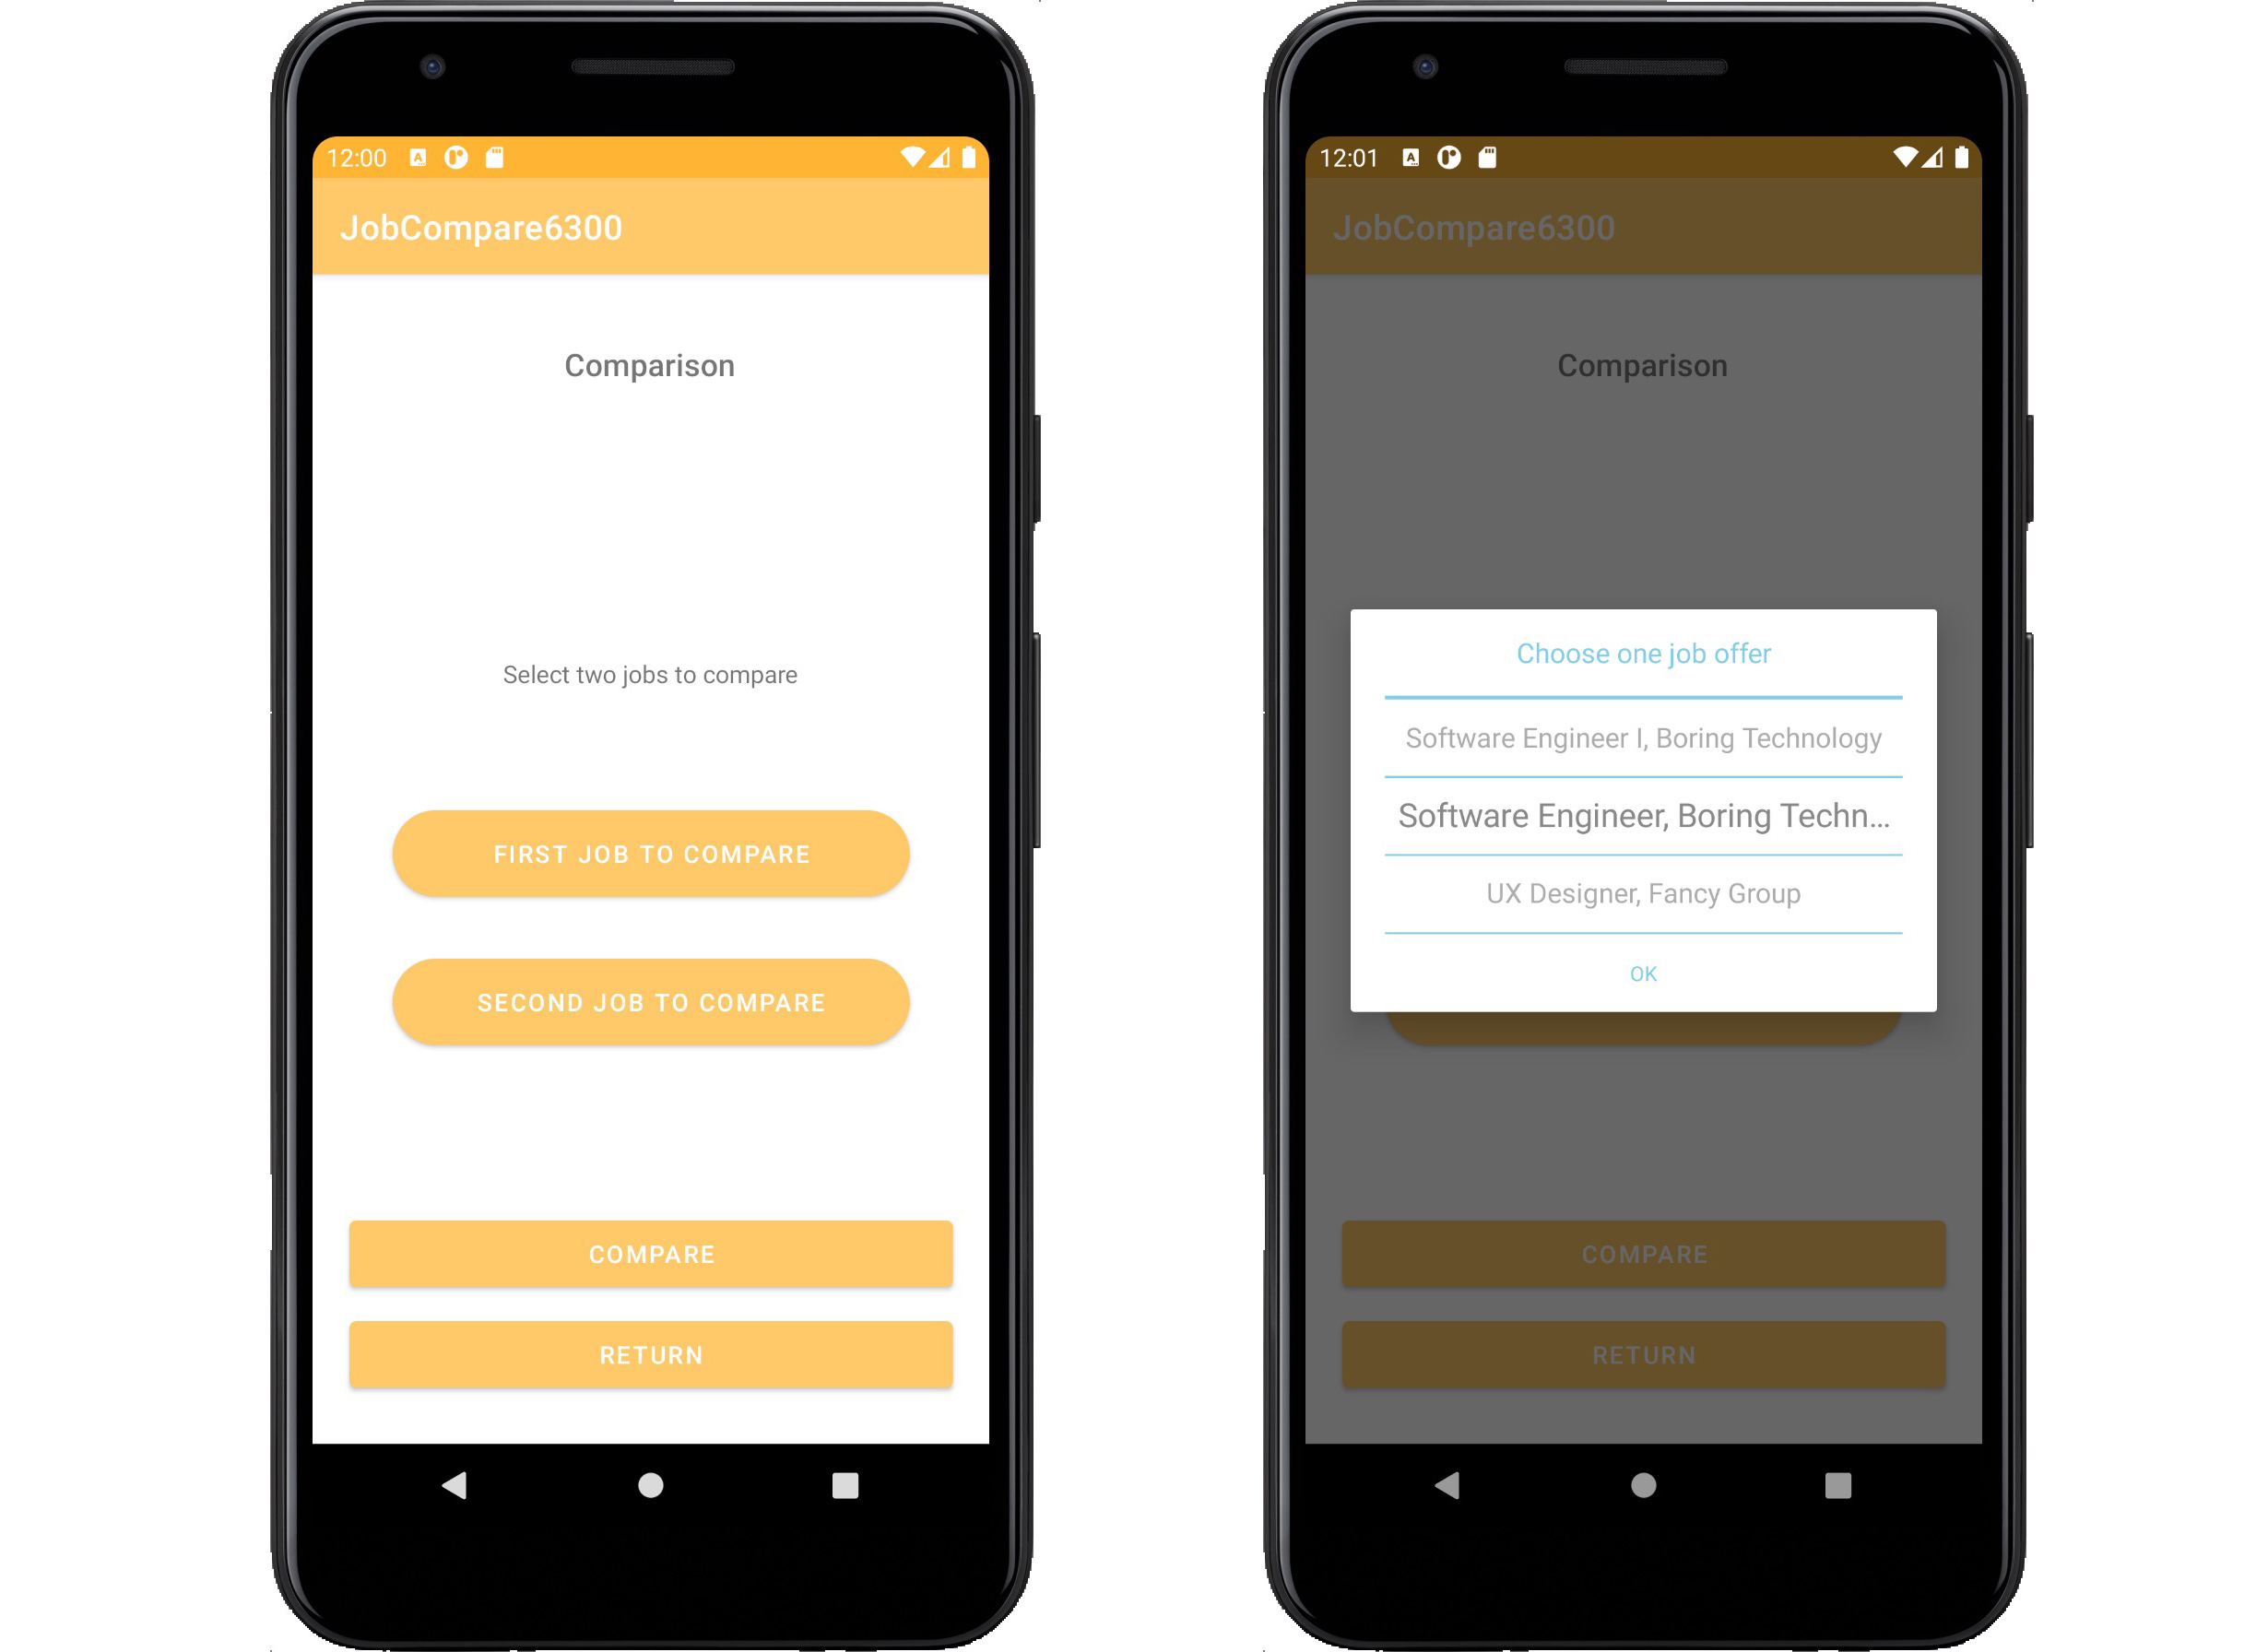 12:00
JobCompare6300
Comparison
Select two jobs to compare
FIRST JOB TO COMPARE
SECOND JOB TO COMPARE
COMPARE
RETURN
12:01
JobCompare6300
Comparison
Choose one job offer
Software Engineer I, Boring Technology
Software Engineer, Boring Techn...
UX Designer, Fancy Group
OK
COMPARE
RETURN